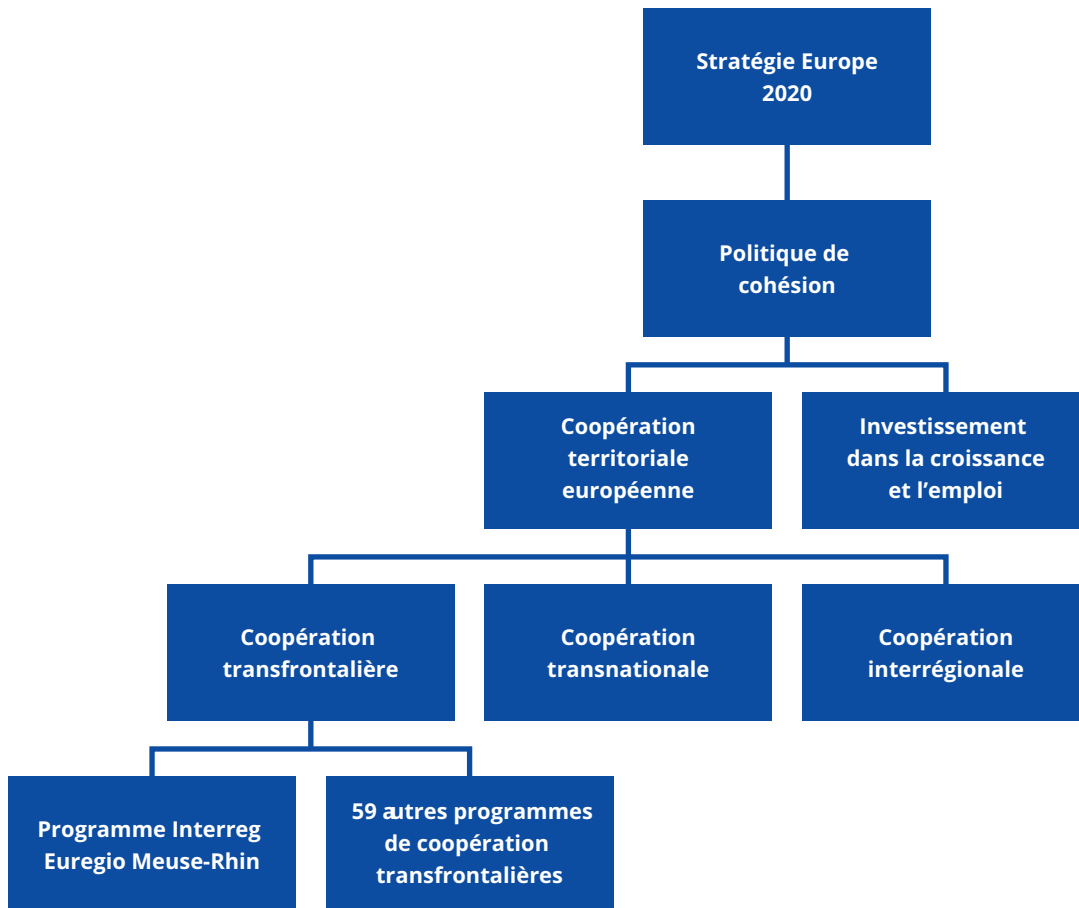 Stratégie Europe
2020
Politique de
cohésion
Coopération
territoriale
européenne
Investissement
dans la croissance
et l’emploi
Coopération
transfrontalière
Coopération
transnationale
Coopération
interrégionale
Programme Interreg
Euregio Meuse-Rhin
59 autres programmes
de coopération
transfrontalières